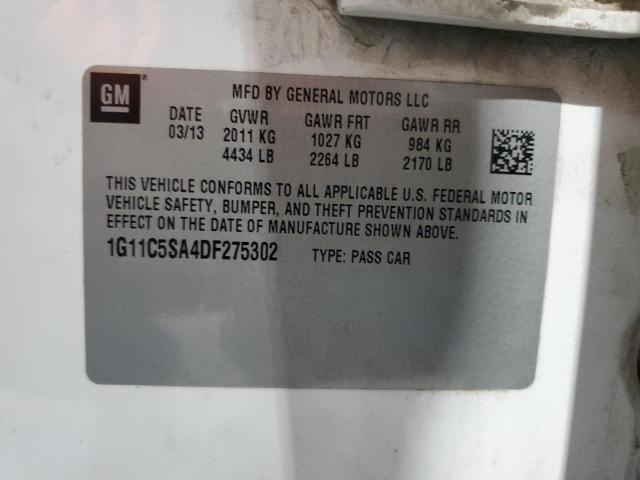 GM
MFD BY GENERAL MOTORS LLC
DATE GVWR GAWR FRT GAWR RR
03/13 2011 KG 1027 KG 984 KG
4434 LB 2264 LB 2170 LB
THIS VEHICLE CONFORMS TO ALL APPLICABLE U.S. FEDERAL MOTOR
VEHICLE SAFETY, BUMPER, AND THEFT PREVENTION STANDARDS IN
EFFECT ON THE DATE OF MANUFACTURE SHOWN ABOVE.
1G11C5SA4DF275302 TYPE: PASS CAR